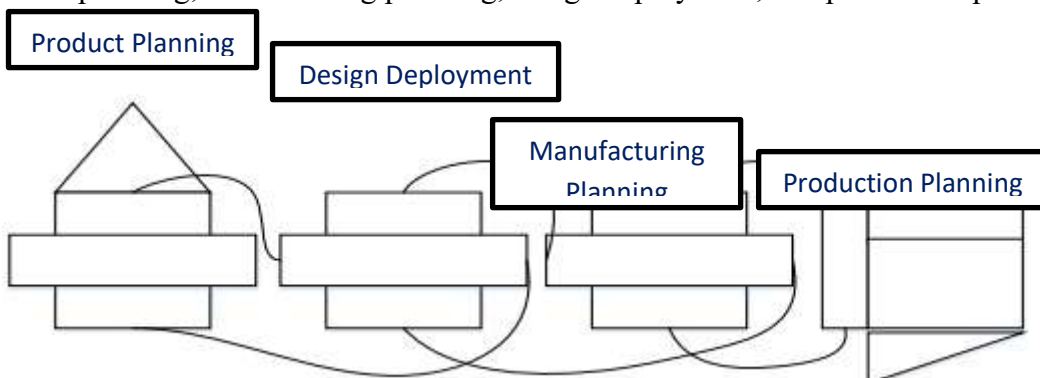 Product Planning
Design Deployment
Manufacturing
Planning
Production Planning